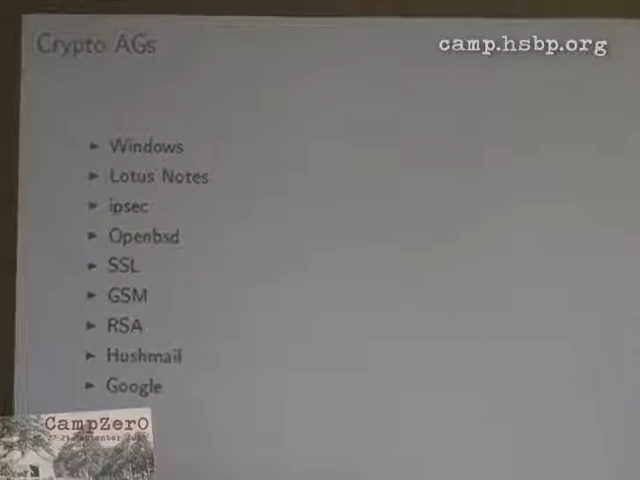 Crypto AGs
camp.hsbp.org
► Windows
► Lotus Notes
► ipsec
► Openbsd
► SSL
► GSM
► RSA
► Hushmail
► Google
CampZer0